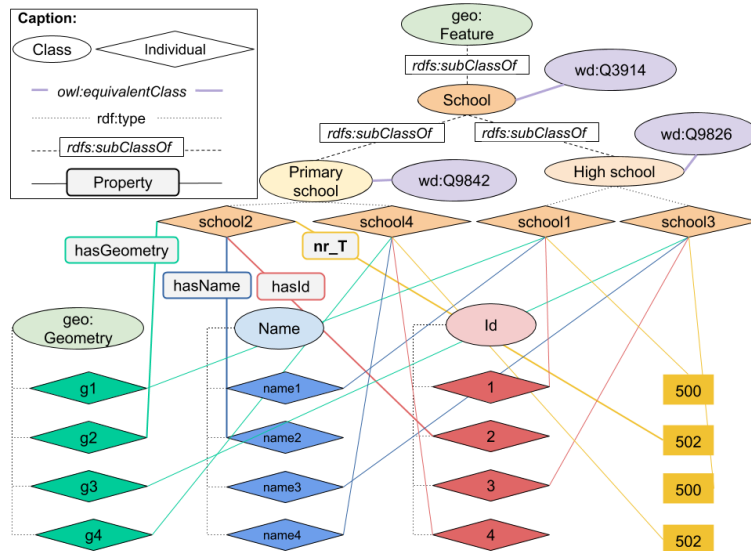 Caption:
Class
Individual
owl:equivalentClass
rdf:type
rdfs:subClassOf
Property
geo:
Feature
rdfs:subClassOf
wd:Q3914
School
rdfs:subClassOf
rdfs:subClassOf
wd:Q9826
Primary
school
wd:Q9842
High school
school2
school4
school1
school3
hasGeometry
nr_T
hasName
hasId
geo:
Geometry
Name
Id
g1
name1
1
500
g2
name2
2
502
g3
name3
3
500
g4
name4
4
502